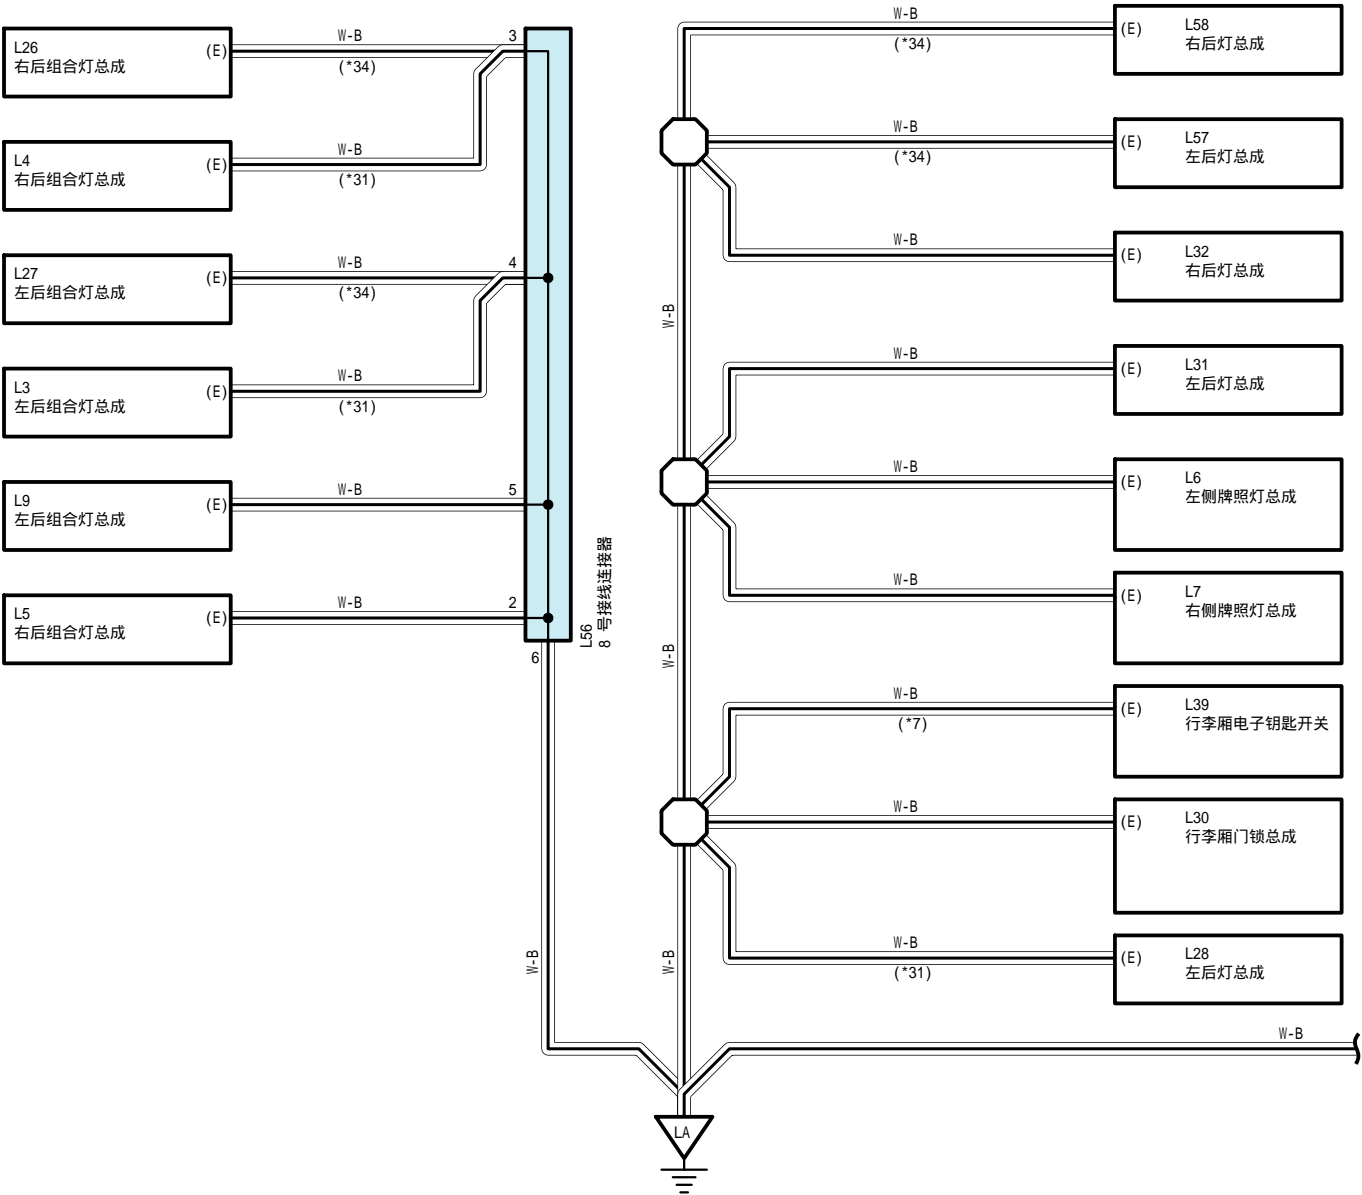 L26
右后组合灯总成
(E)
W-B
(*34)
3
L4
右后组合灯总成
(E)
W-B
(*31)
L27
左后组合灯总成
(E)
W-B
(*34)
4
L3
左后组合灯总成
(E)
W-B
(*31)
L9
左后组合灯总成
(E)
W-B
5
L5
右后组合灯总成
(E)
W-B
2
6
L56
8 号接线连接器
W-B
W-B
(*34)
(E)
L58
右后灯总成
W-B
(*34)
(E)
L57
左后灯总成
W-B
(E)
L32
右后灯总成
W-B
W-B
(E)
L31
左后灯总成
W-B
(E)
L6
左侧牌照灯总成
W-B
(E)
L7
右侧牌照灯总成
W-B
W-B
(*7)
(E)
L39
行李厢电子钥匙开关
W-B
(E)
L30
行李厢门锁总成
W-B
(*31)
(E)
L28
左后灯总成
W-B
W-B
LA